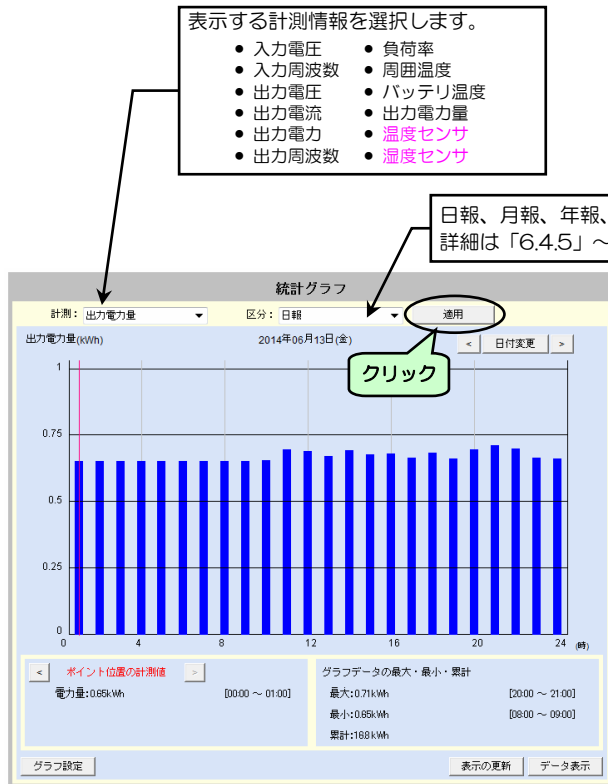 表示する計測情報を選択します。
● 入力電圧 ● 負荷率
● 入力周波数 ● 周囲温度
● 出力電圧 ● バッテリ温度
● 出力電流 ● 出力電力量
● 出力電力 ● 温度センサ
● 出力周波数 ● 湿度センサ
日報、月報、年報、
詳細は「6.4.5」～
統計グラフ
計測： 出力電力量 区分： 日報 適用
出力電力量(kWh) 2014年06月13日(金) < 日付変更 >
クリック
1
0.75
0.5
0.25
0
0 4 8 12 16 20 24 (時)
< ポイント位置の計測値 >
電力量:0.65kWh [00:00 ～ 01:00]
グラフデータの最大・最小・累計
最大:0.71kWh [20:00 ～ 21:00]
最小:0.65kWh [08:00 ～ 09:00]
累計:16.8kWh
グラフ設定 表示の更新 データ表示